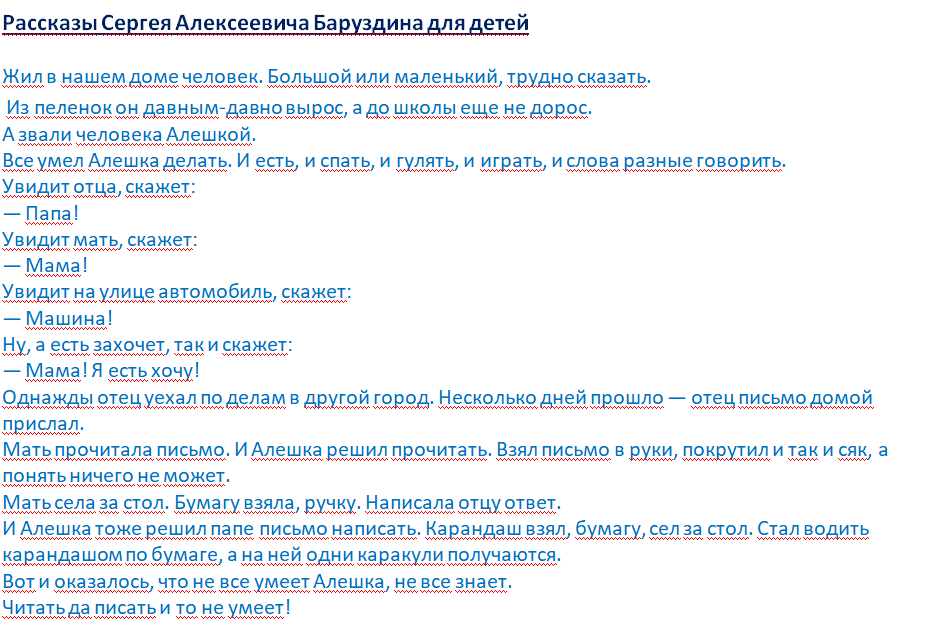 Рассказы Сергея Алексеевича Баруздина для детей
Жил в нашем доме человек. Большой или маленький, трудно сказать.
Из пеленок он давным-давно вырос, а до школы еще не дорос.
А звали человека Алешкой.
Все умел Алешка делать. И есть, и спать, и гулять, и играть, и слова разные говорить.
Увидит отца, скажет:
— Папа!
Увидит мать, скажет:
— Мама!
Увидит на улице автомобиль, скажет:
— Машина!
Ну, а есть захочет, так и скажет:
— Мама! Я есть хочу!
Однажды отец уехал по делам в другой город. Несколько дней прошло — отец письмо домой
прислал.
Мать прочитала письмо. И Алешка решил прочитать. Взял письмо в руки, покрутил и так и сяк, а
понять ничего не может.
Мать села за стол. Бумагу взяла, ручку. Написала отцу ответ.
И Алешка тоже решил папе письмо написать. Карандаш взял, бумагу, сел за стол. Стал водить
карандашом по бумаге, а на ней одни каракули получаются.
Вот и оказалось, что не все умеет Алешка, не все знает.
Читать да писать и то не умеет!